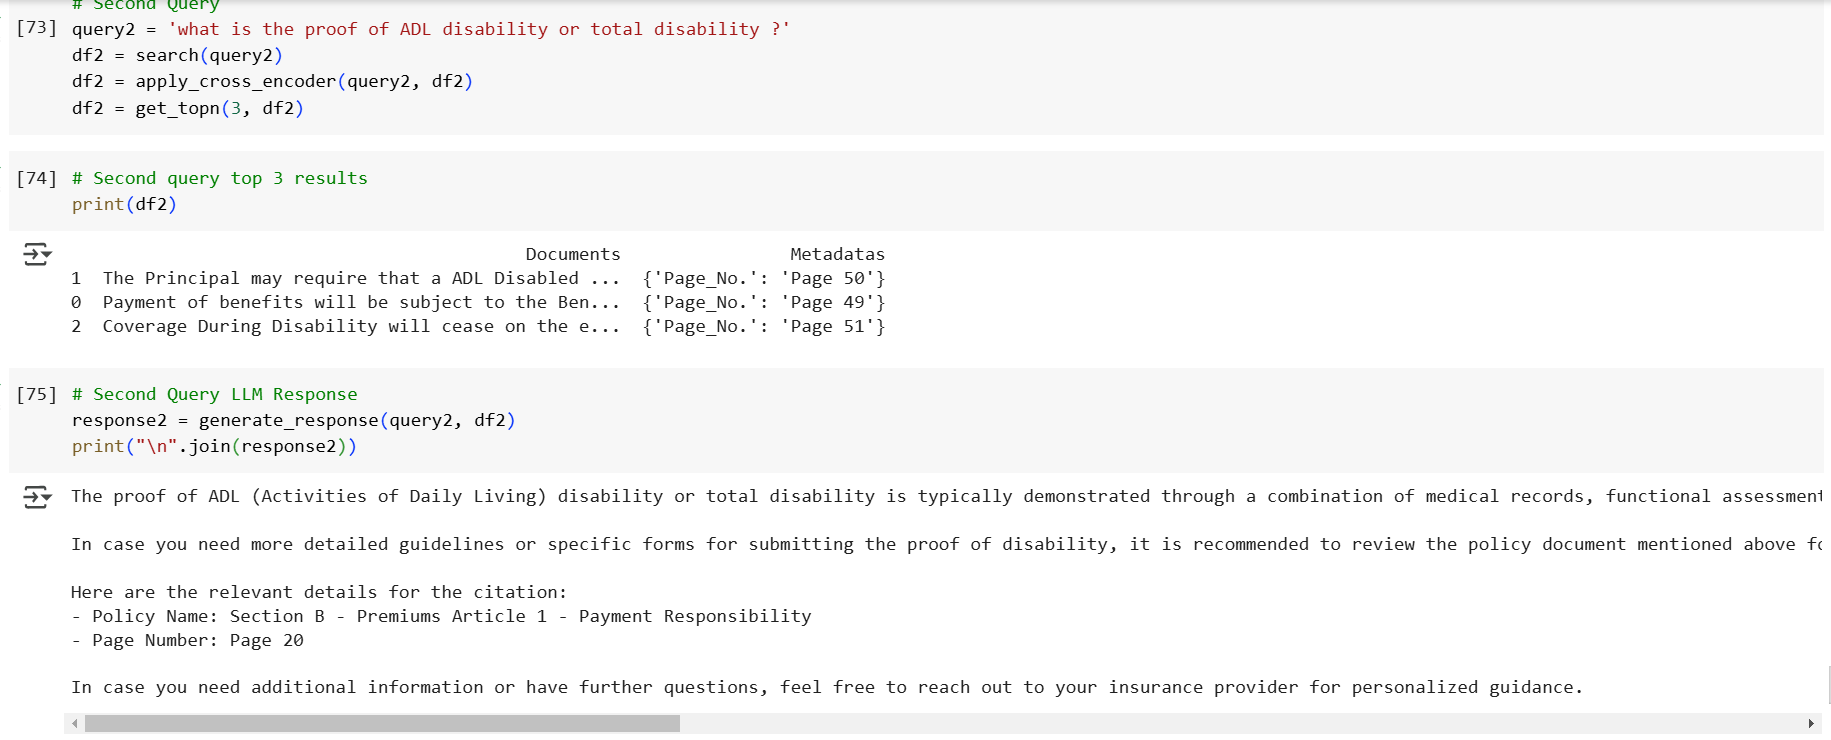 # Second Query
[73] query2 = 'what is the proof of ADL disability or total disability ?'
df2 = search(query2)
df2 = apply_cross_encoder(query2, df2)
df2 = get_topn(3, df2)
[74] # Second query top 3 results
print(df2)
Documents Metadatas
1 The Principal may require that a ADL Disabled ... {'Page_No.': 'Page 50'}
0 Payment of benefits will be subject to the Ben... {'Page_No.': 'Page 49'}
2 Coverage During Disability will cease on the e... {'Page_No.': 'Page 51'}
[75] # Second Query LLM Response
response2 = generate_response(query2, df2)
print("\n".join(response2))
The proof of ADL (Activities of Daily Living) disability or total disability is typically demonstrated through a combination of medical records, functional assessment
In case you need more detailed guidelines or specific forms for submitting the proof of disability, it is recommended to review the policy document mentioned above fo
Here are the relevant details for the citation:
- Policy Name: Section B - Premiums Article 1 - Payment Responsibility
- Page Number: Page 20
In case you need additional information or have further questions, feel free to reach out to your insurance provider for personalized guidance.